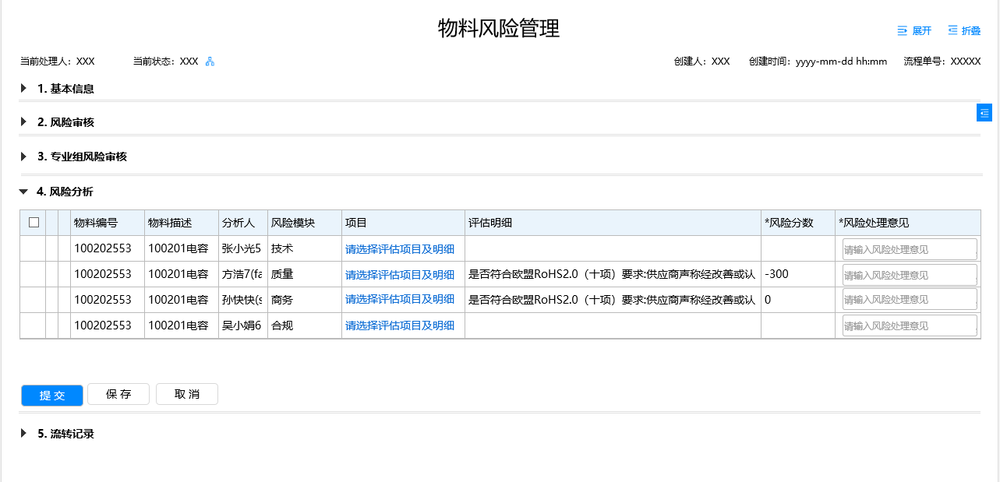 物料风险管理
展开 折叠
当前处理人：XXX 当前状态：XXX 创建人：XXX 创建时间：yyyy-mm-dd hh:mm 流程单号：XXXXX
1. 基本信息
2. 风险审核
3. 专业组风险审核
4. 风险分析
物料编号 物料描述 分析人 风险模块 项目 评估明细 *风险分数 *风险处理意见
100202553 100201电容 张小光5 技术 请选择评估项目及明细 请输入风险处理意见
100202553 100201电容 方浩7(fa 质量 请选择评估项目及明细 是否符合欧盟RoHS2.0（十项）要求:供应商声称经改善或认 -300 请输入风险处理意见
100202553 100201电容 孙快快(s 商务 请选择评估项目及明细 是否符合欧盟RoHS2.0（十项）要求:供应商声称经改善或认 0 请输入风险处理意见
100202553 100201电容 吴小娟6 合规 请选择评估项目及明细 请输入风险处理意见
提 交 保 存 取 消
5. 流转记录